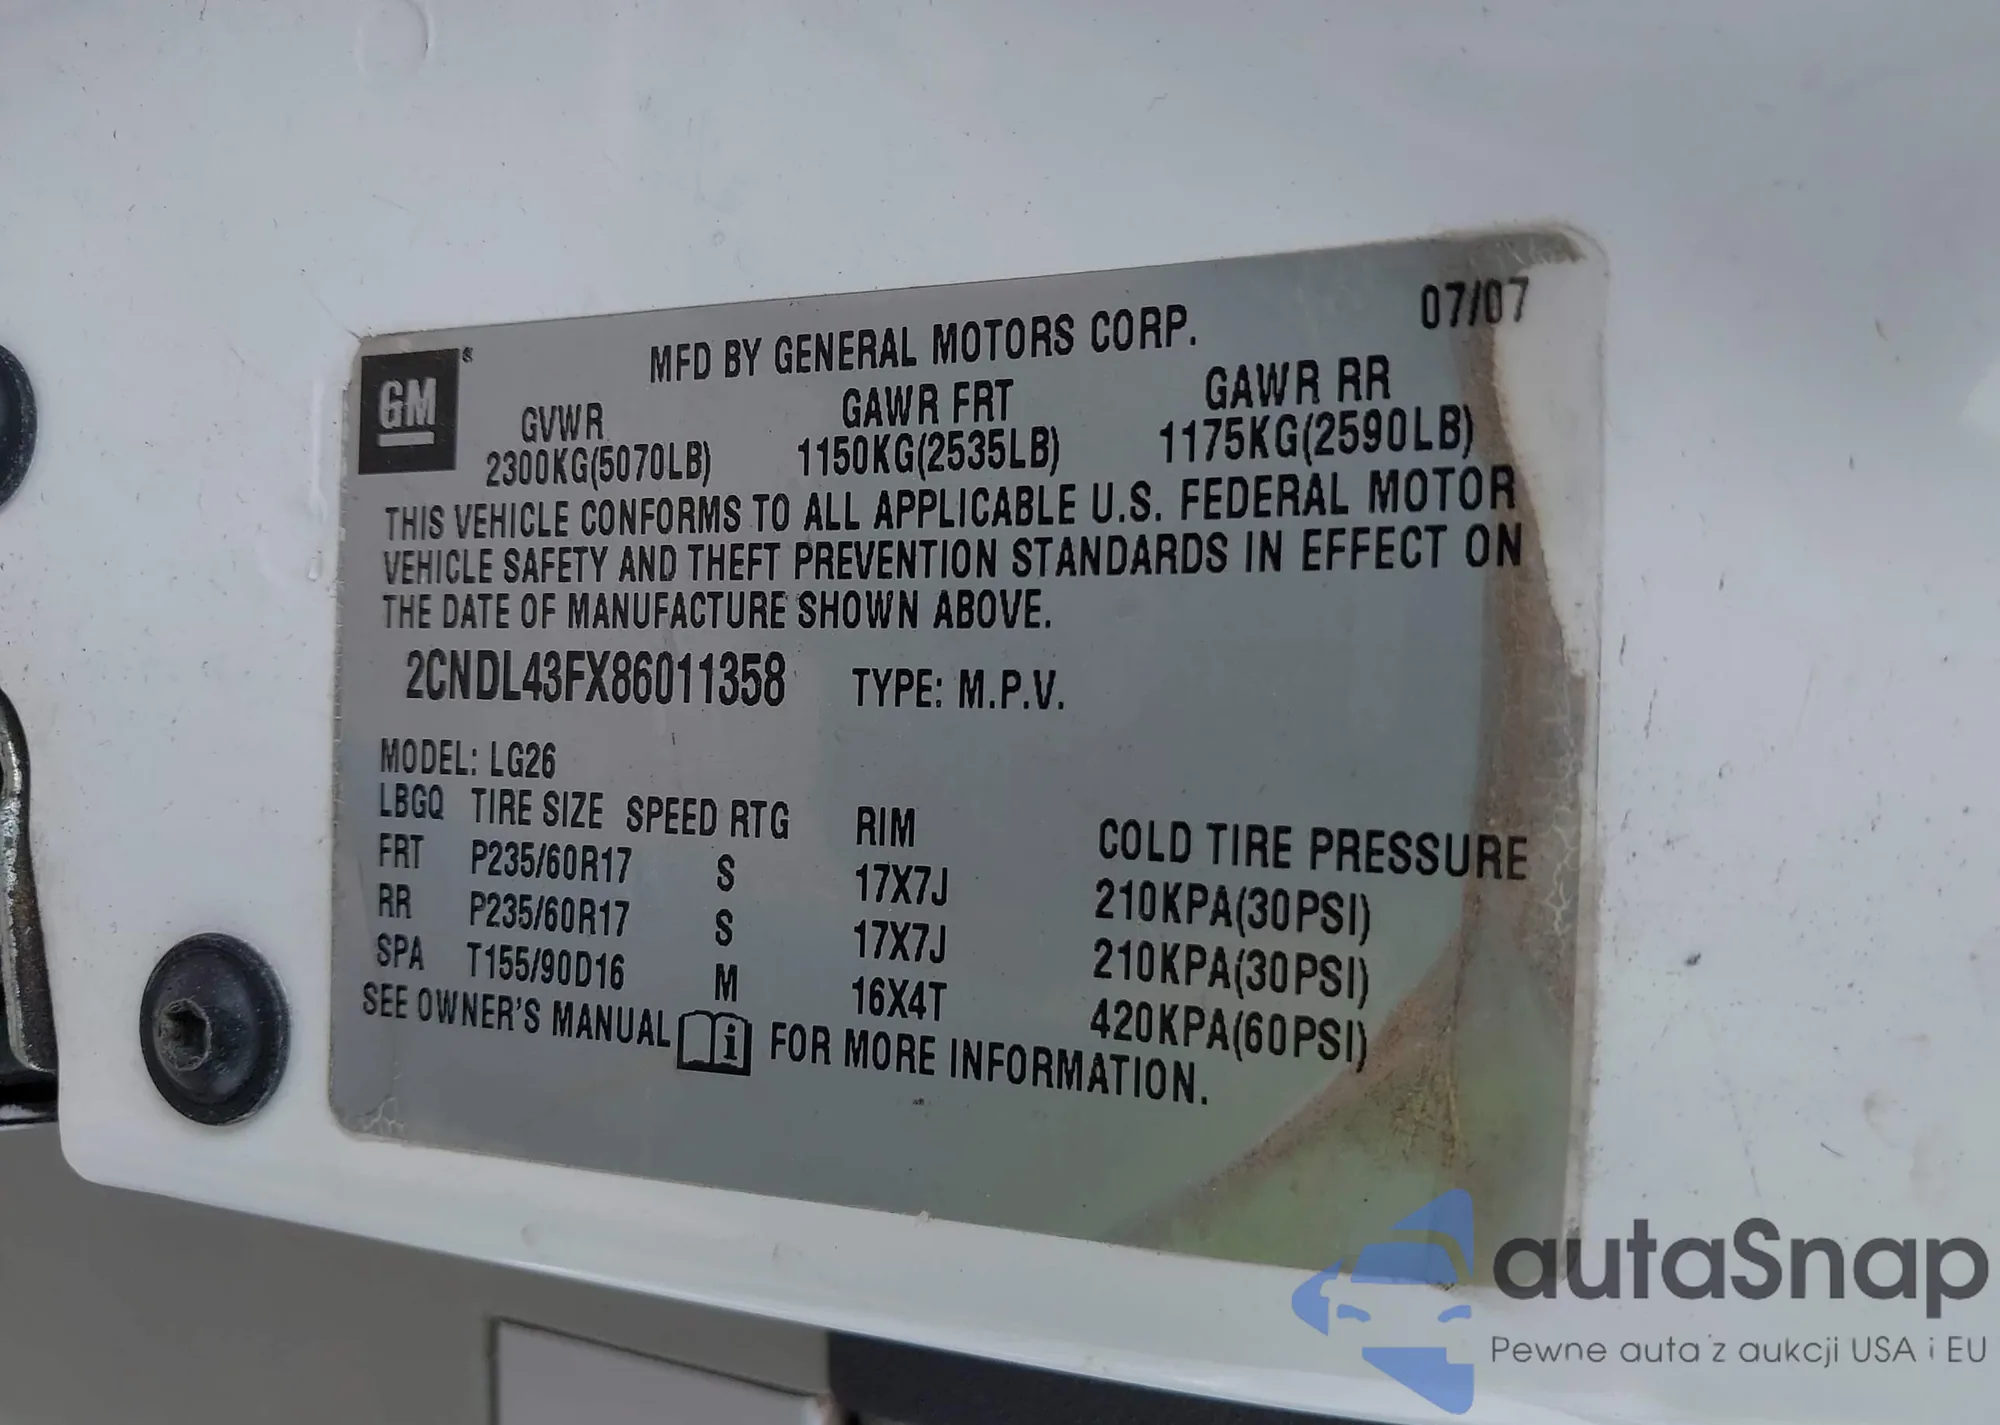 07/07
MFD BY GENERAL MOTORS CORP.
GM®
GVWR GAWR FRT GAWR RR
2300KG(5070LB) 1150KG(2535LB) 1175KG(2590LB)
THIS VEHICLE CONFORMS TO ALL APPLICABLE U.S. FEDERAL MOTOR
VEHICLE SAFETY AND THEFT PREVENTION STANDARDS IN EFFECT ON
THE DATE OF MANUFACTURE SHOWN ABOVE.
2CNDL43FX86011358 TYPE: M.P.V.
MODEL: LG26
LBGQ TIRE SIZE SPEED RTG RIM COLD TIRE PRESSURE
FRT P235/60R17 S 17X7J 210KPA(30PSI)
RR P235/60R17 S 17X7J 210KPA(30PSI)
SPA T155/90D16 M 16X4T 420KPA(60PSI)
SEE OWNER'S MANUAL i FOR MORE INFORMATION.
autaSnap
Pewne auta z aukcji USA i EU